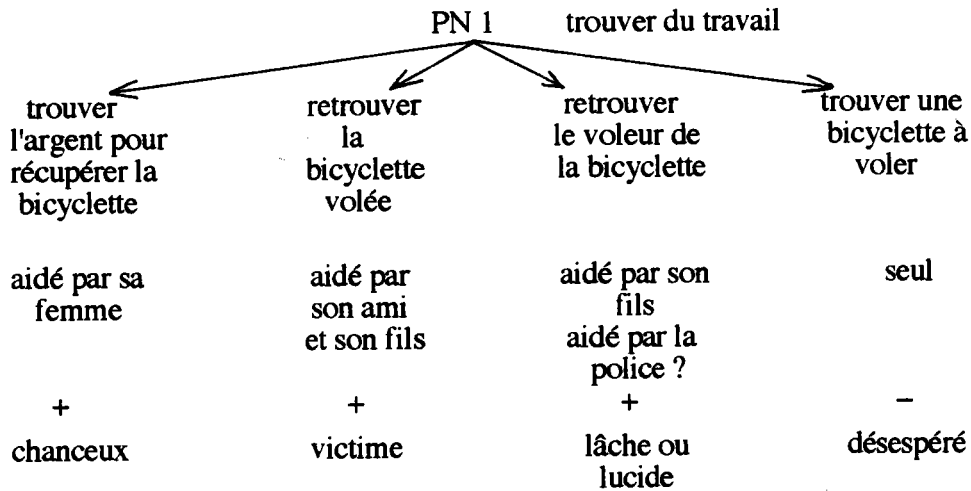 PN 1 trouver du travail
trouver
l'argent pour
récupérer la
bicyclette
retrouver
la
bicyclette
volée
retrouver
le voleur de
la bicyclette
trouver une
bicyclette à
voler
aidé par sa
femme
aidé par
son ami
et son fils
aidé par son
fils
aidé par la
police ?
seul
+
+
+
–
chanceux
victime
lâche ou
lucide
désespéré